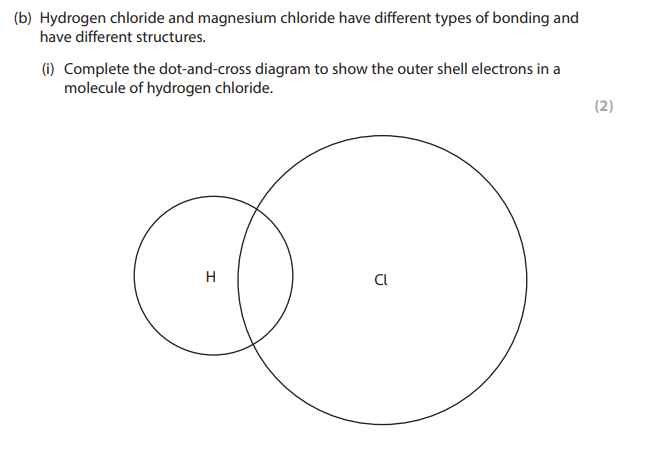 (b) Hydrogen chloride and magnesium chloride have different types of bonding and
have different structures.
(i) Complete the dot-and-cross diagram to show the outer shell electrons in a
molecule of hydrogen chloride.
(2)
H
Cl